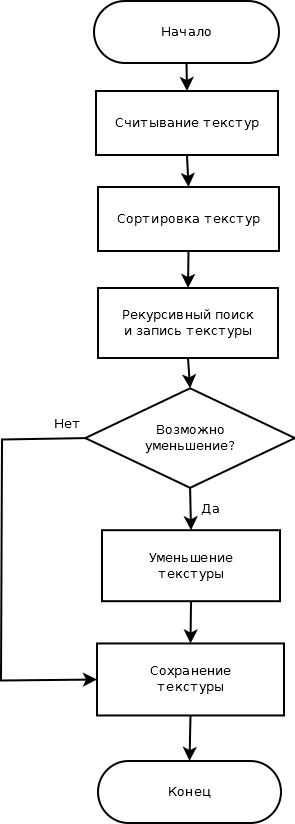 Начало
Считывание текстур
Сортировка текстур
Рекурсивный поиск
и запись текстуры
Возможно
уменьшение?
Нет
Да
Уменьшение
текстуры
Сохранение
текстуры
Конец